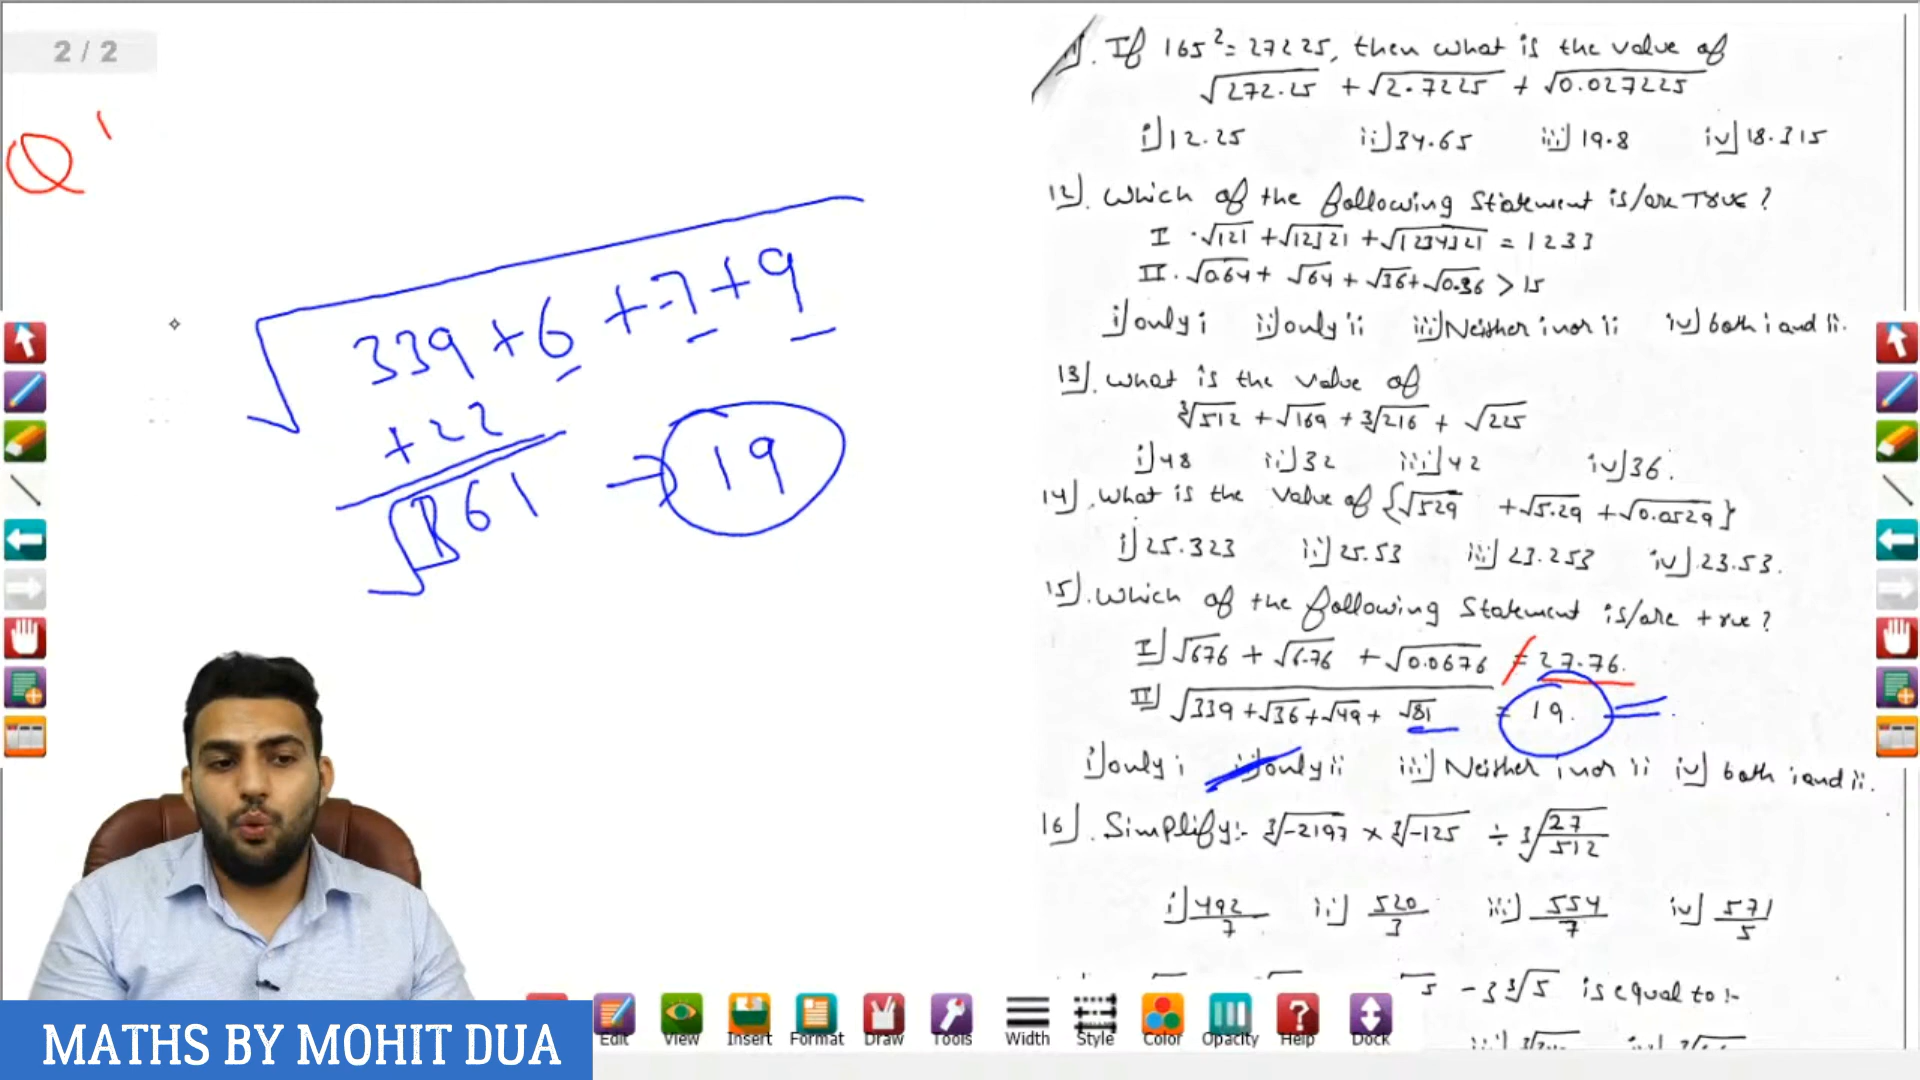 2 / 2
Q
√339 + 6 + 7 + 9
+ 22
√361 → 19
11]. If 165² = 27225, then what is the value of
√272.25 + √2.7225 + √0.027225
i] 12.25 ii] 34.65 iii] 19.8 iv] 18.315
12]. Which of the following Statement is/are True?
I. √121 + √12321 + √1234321 = 1233
II. √0.64 + √64 + √36 + √0.36 > 15
i] only i ii] only ii iii] Neither i nor ii iv] both i and ii.
13]. What is the value of
∛512 + √169 + ∛216 + √225
i] 48 ii] 32 iii] 42 iv] 36.
14]. What is the value of {√529 + √5.29 + √0.0529}
i] 25.323 ii] 25.53 iii] 23.253 iv] 23.53.
15]. Which of the following Statement is/are true?
I] √676 + √6.76 + √0.0676 = 27.76.
II] √339 + √36 + √49 + √81 = 19.
i] only i ii] only ii iii] Neither i nor ii iv] both i and ii.
16]. Simplify:- ∛-2197 × ∛-125 ÷ ∛27/512
i] 492/7 ii] 520/3 iii] 554/7 iv] 571/5
- 3∛5 is equal to :-
Edit View Insert Format Draw Tools Width Style Color Opacity Help Dock
MATHS BY MOHIT DUA